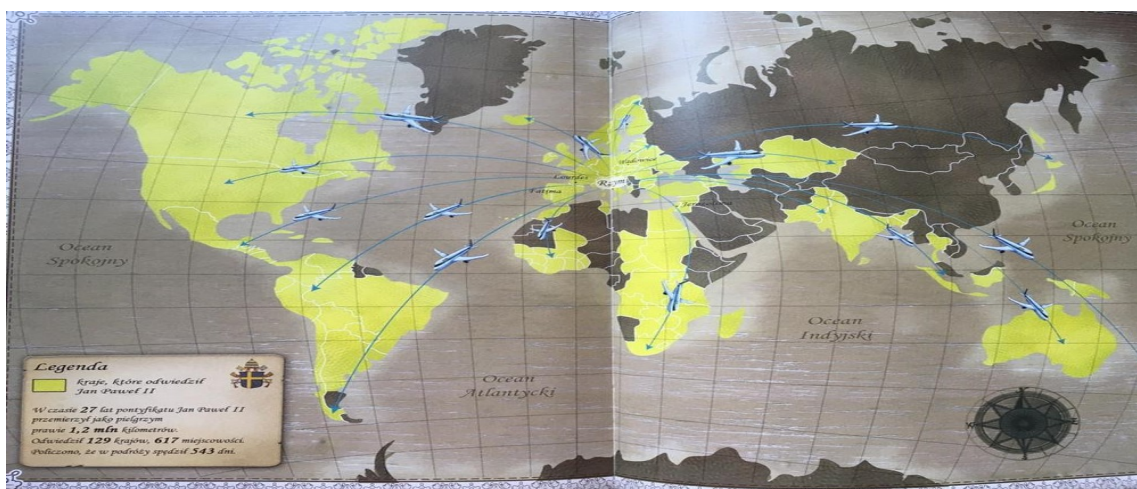 Ocean
Spokojny
Lourdes
Fatima
Rzym
Ocean
Spokojny
Ocean
Indyjski
Ocean
Atlantycki
Legenda
kraje, które odwiedził
Jan Paweł II
W czasie 27 lat pontyfikatu Jan Paweł II
przemierzył jako pielgrzym
prawie 1,2 mln kilometrów.
Odwiedził 129 krajów, 617 miejscowości.
Policzono, że w podróży spędził 543 dni.